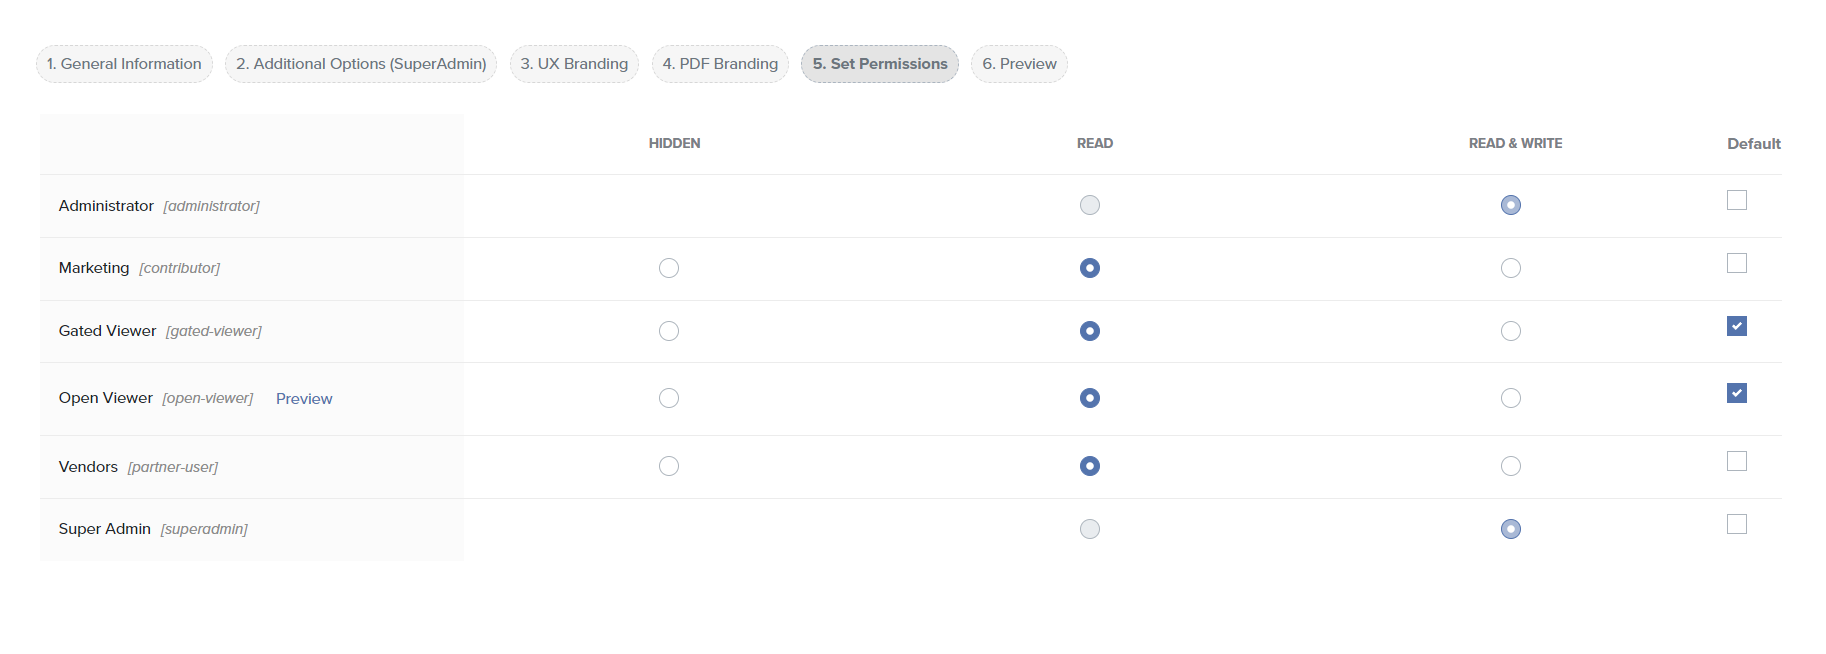 1. General Information 2. Additional Options (SuperAdmin) 3. UX Branding 4. PDF Branding 5. Set Permissions 6. Preview
HIDDEN READ READ & WRITE Default
Administrator [administrator]
Marketing [contributor]
Gated Viewer [gated-viewer]
Open Viewer [open-viewer] Preview
Vendors [partner-user]
Super Admin [superadmin]